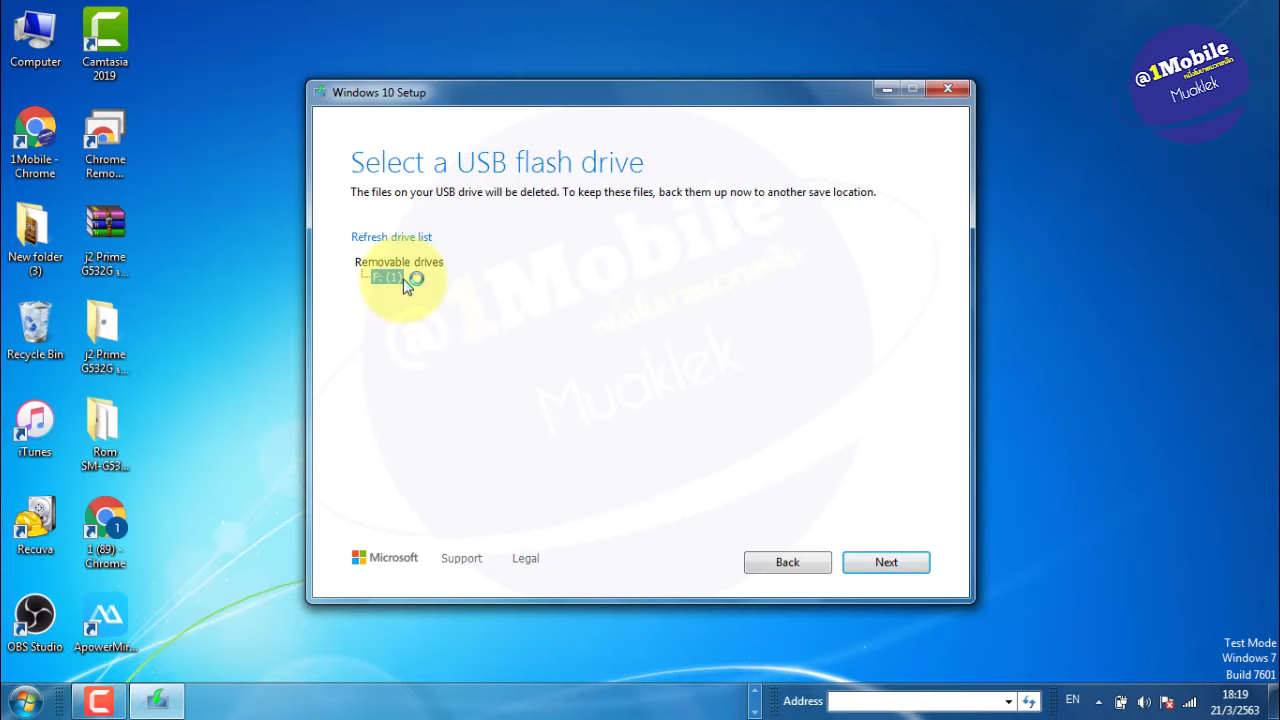 Computer
Camtasia
2019
1Mobile -
Chrome
Chrome
Remo...
New folder
(3)
j2 Prime
G532G ...
Recycle Bin
j2 Prime
G532G ...
iTunes
Rom
SM-G53...
Recuva
1 (89) -
Chrome
OBS Studio
ApowerMir...
Windows 10 Setup
Select a USB flash drive
The files on your USB drive will be deleted. To keep these files, back them up now to another save location.
Refresh drive list
Removable drives
F: (1)
@1Mobile
Muaklek
Microsoft
Support
Legal
Back
Next
@1Mobile
Muaklek
Test Mode
Windows 7
Build 7601
Address
EN
18:19
21/3/2563